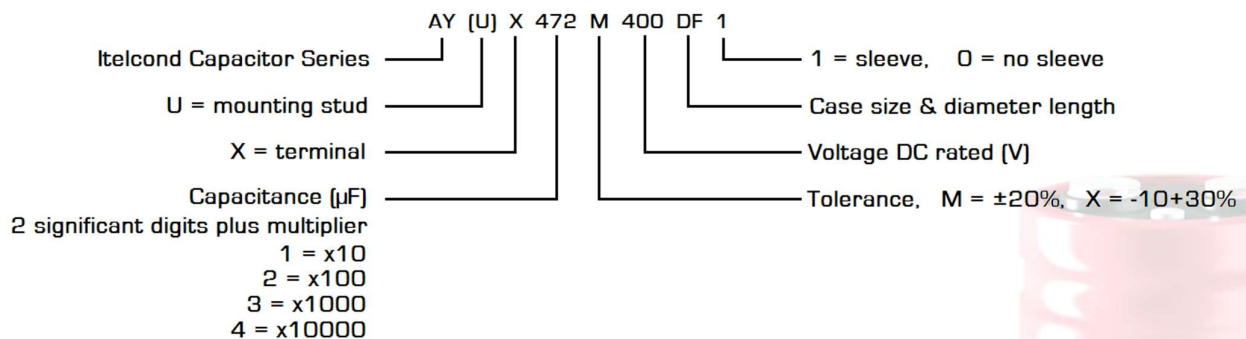 AY (U) X 472 M 400 DF 1
Itelcond Capacitor Series
1 = sleeve, 0 = no sleeve
U = mounting stud
Case size & diameter length
X = terminal
Voltage DC rated (V)
Capacitance (µF)
Tolerance, M = ±20%, X = -10+30%
2 significant digits plus multiplier
1 = x10
2 = x100
3 = x1000
4 = x10000